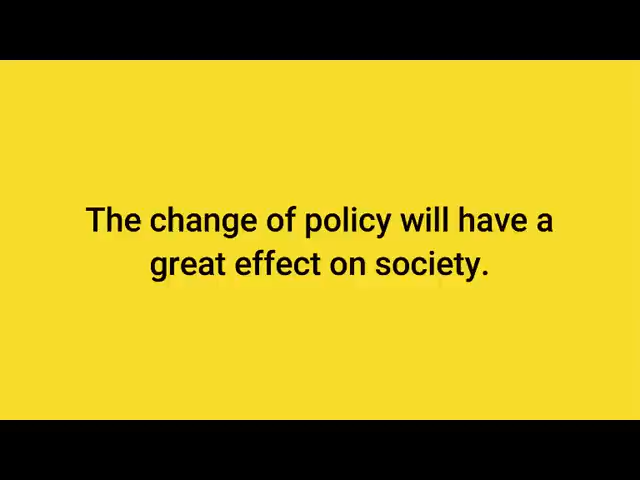 The change of policy will have a
great effect on society.